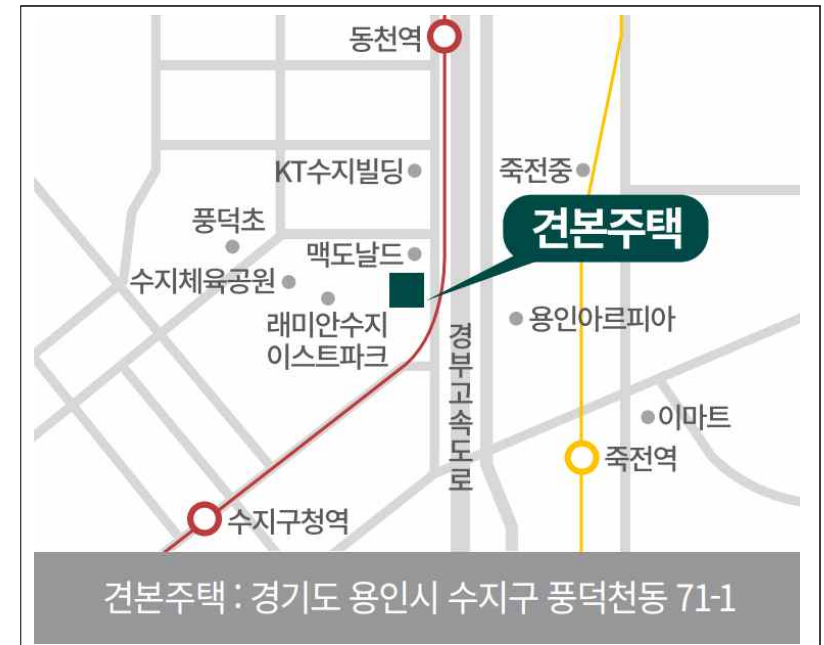 동천역
KT수지빌딩
죽전중
풍덕초
견본주택
맥도날드
수지체육공원
래미안수지
이스트파크
용인아르피아
경부고속도로
이마트
죽전역
수지구청역
견본주택 : 경기도 용인시 수지구 풍덕천동 71-1